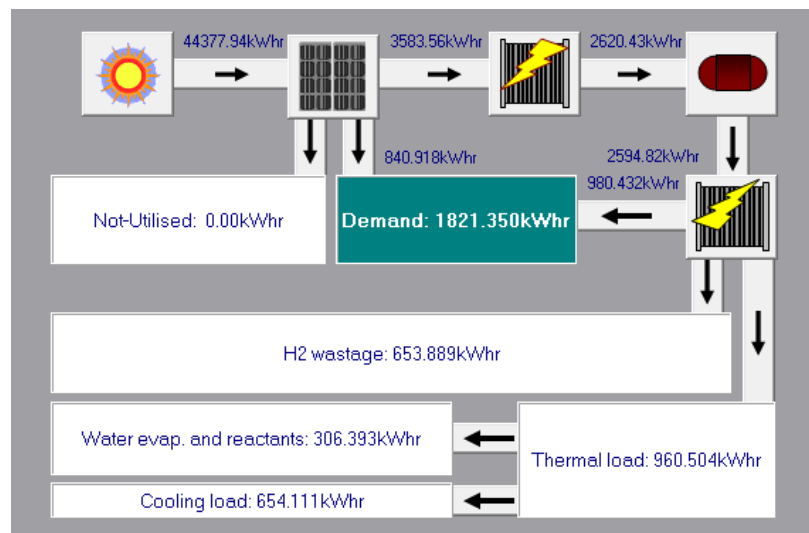 44377.94kWhr
3583.56kWhr
2620.43kWhr
840.918kWhr
2594.82kWhr
980.432kWhr
Not-Utilised: 0.00kWhr
Demand: 1821.350kWhr
H2 wastage: 653.889kWhr
Water evap. and reactants: 306.393kWhr
Thermal load: 960.504kWhr
Cooling load: 654.111kWhr